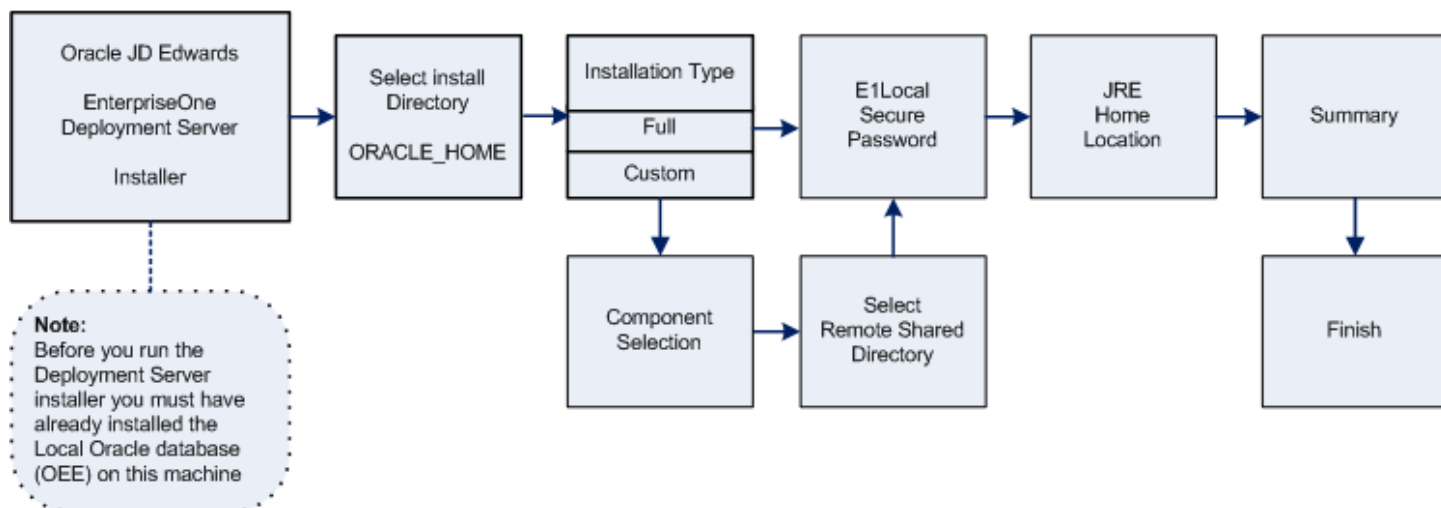 Oracle JD Edwards
EnterpriseOne
Deployment Server
Installer
Select install
Directory
ORACLE_HOME
Installation Type
Full
Custom
E1Local
Secure
Password
JRE
Home
Location
Summary
Component
Selection
Select
Remote Shared
Directory
Finish
Note:
Before you run the
Deployment Server
installer you must have
already installed the
Local Oracle database
(OEE) on this machine